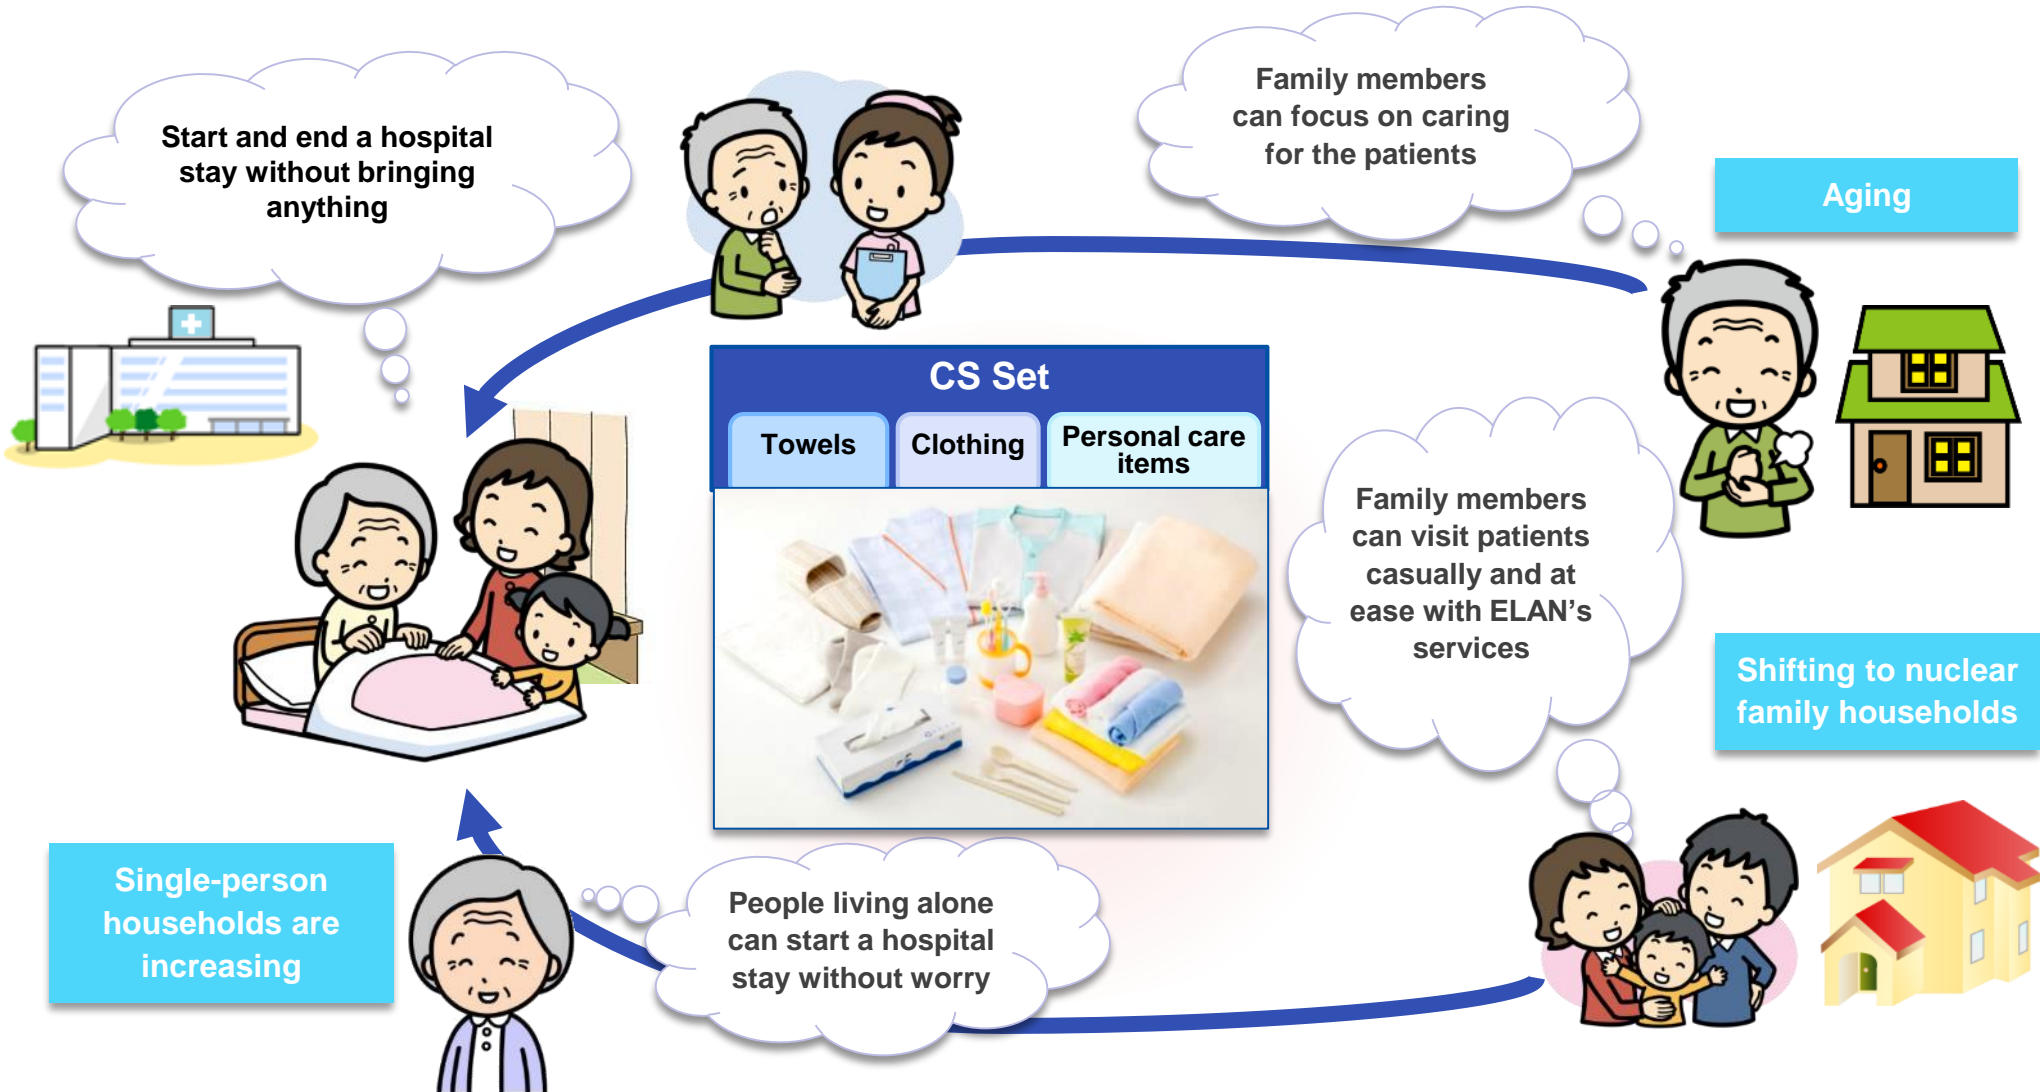 Start and end a hospital
stay without bringing
anything
Family members
can focus on caring
for the patients
Aging
CS Set
Towels
Clothing
Personal care
items
Family members
can visit patients
casually and at
ease with ELAN’s
services
Shifting to nuclear
family households
Single-person
households are
increasing
People living alone
can start a hospital
stay without worry